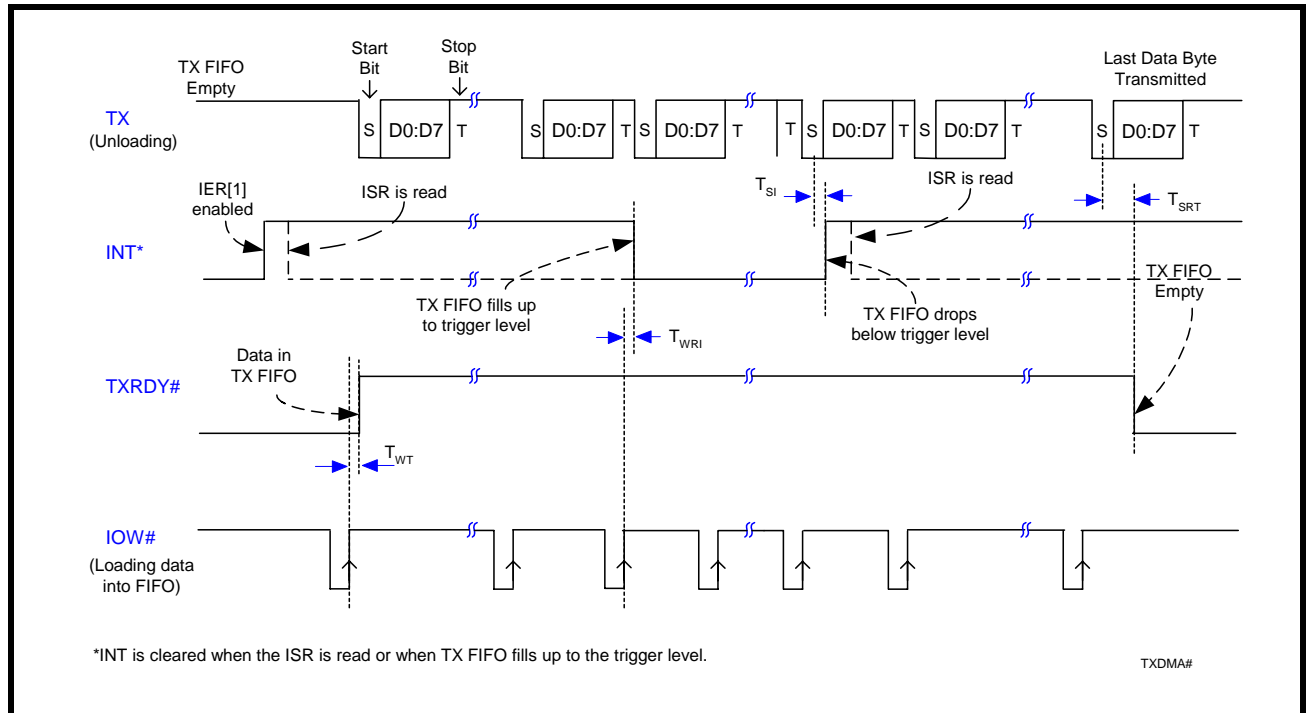 Start
Bit
Stop
Bit
TX FIFO
Empty
Last Data Byte
Transmitted
TX
(Unloading)
S D0:D7 T S D0:D7 T S D0:D7 T T S D0:D7 T S D0:D7 T S D0:D7 T
IER[1]
enabled
ISR is read
TSI
ISR is read
TSRT
INT*
TX FIFO fills up
to trigger level
TX FIFO drops
below trigger level
TX FIFO
Empty
TWRI
Data in
TX FIFO
TXRDY#
TWT
IOW#
(Loading data
into FIFO)
*INT is cleared when the ISR is read or when TX FIFO fills up to the trigger level.
TXDMA#